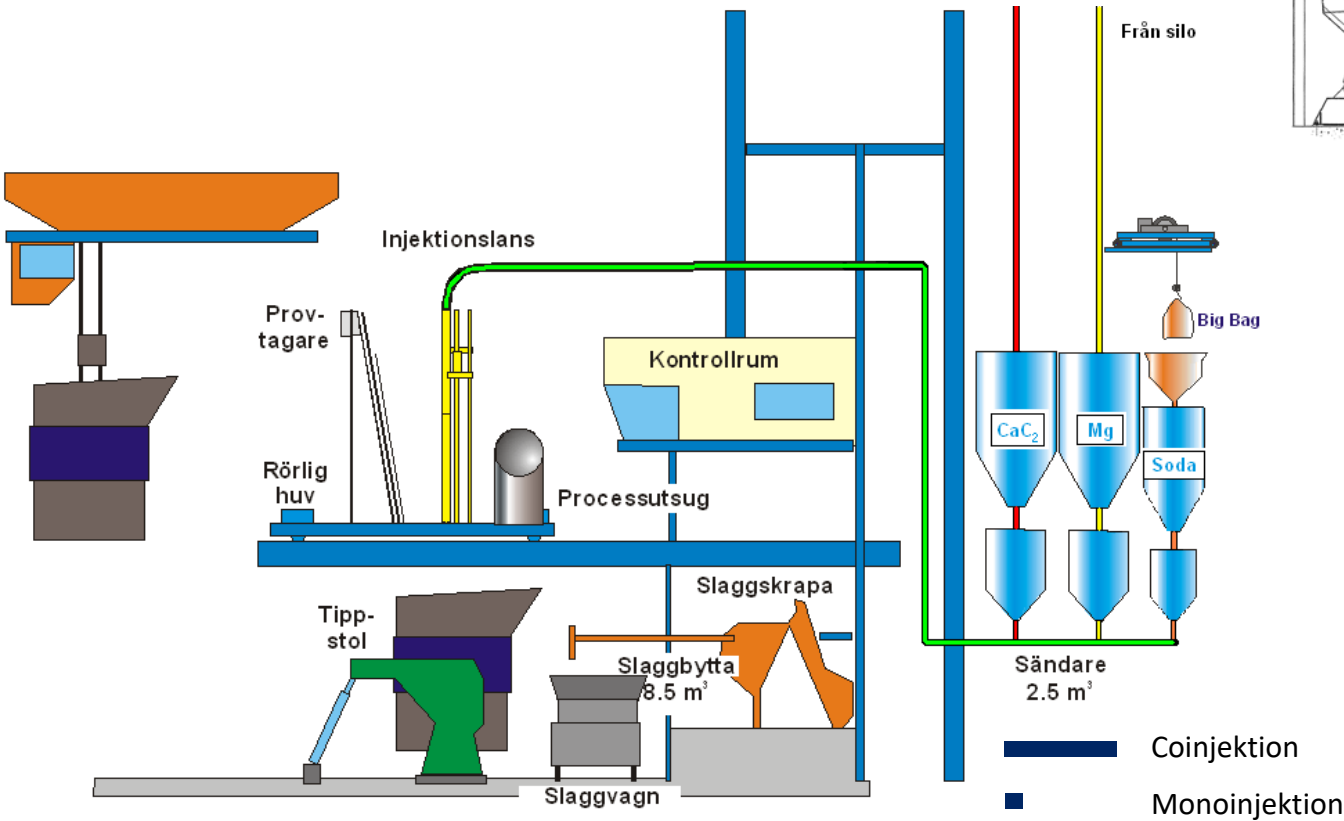 Från silo
Injektionslans
Prov-
tagare
Big Bag
Kontrollrum
CaC₂
Mg
Soda
Rörlig
huv
Processutsug
Slaggskrapa
Tipp-
stol
Slaggbytta
8.5 m³
Sändare
2.5 m³
Coinjektion
Slaggvagn
Monoinjektion